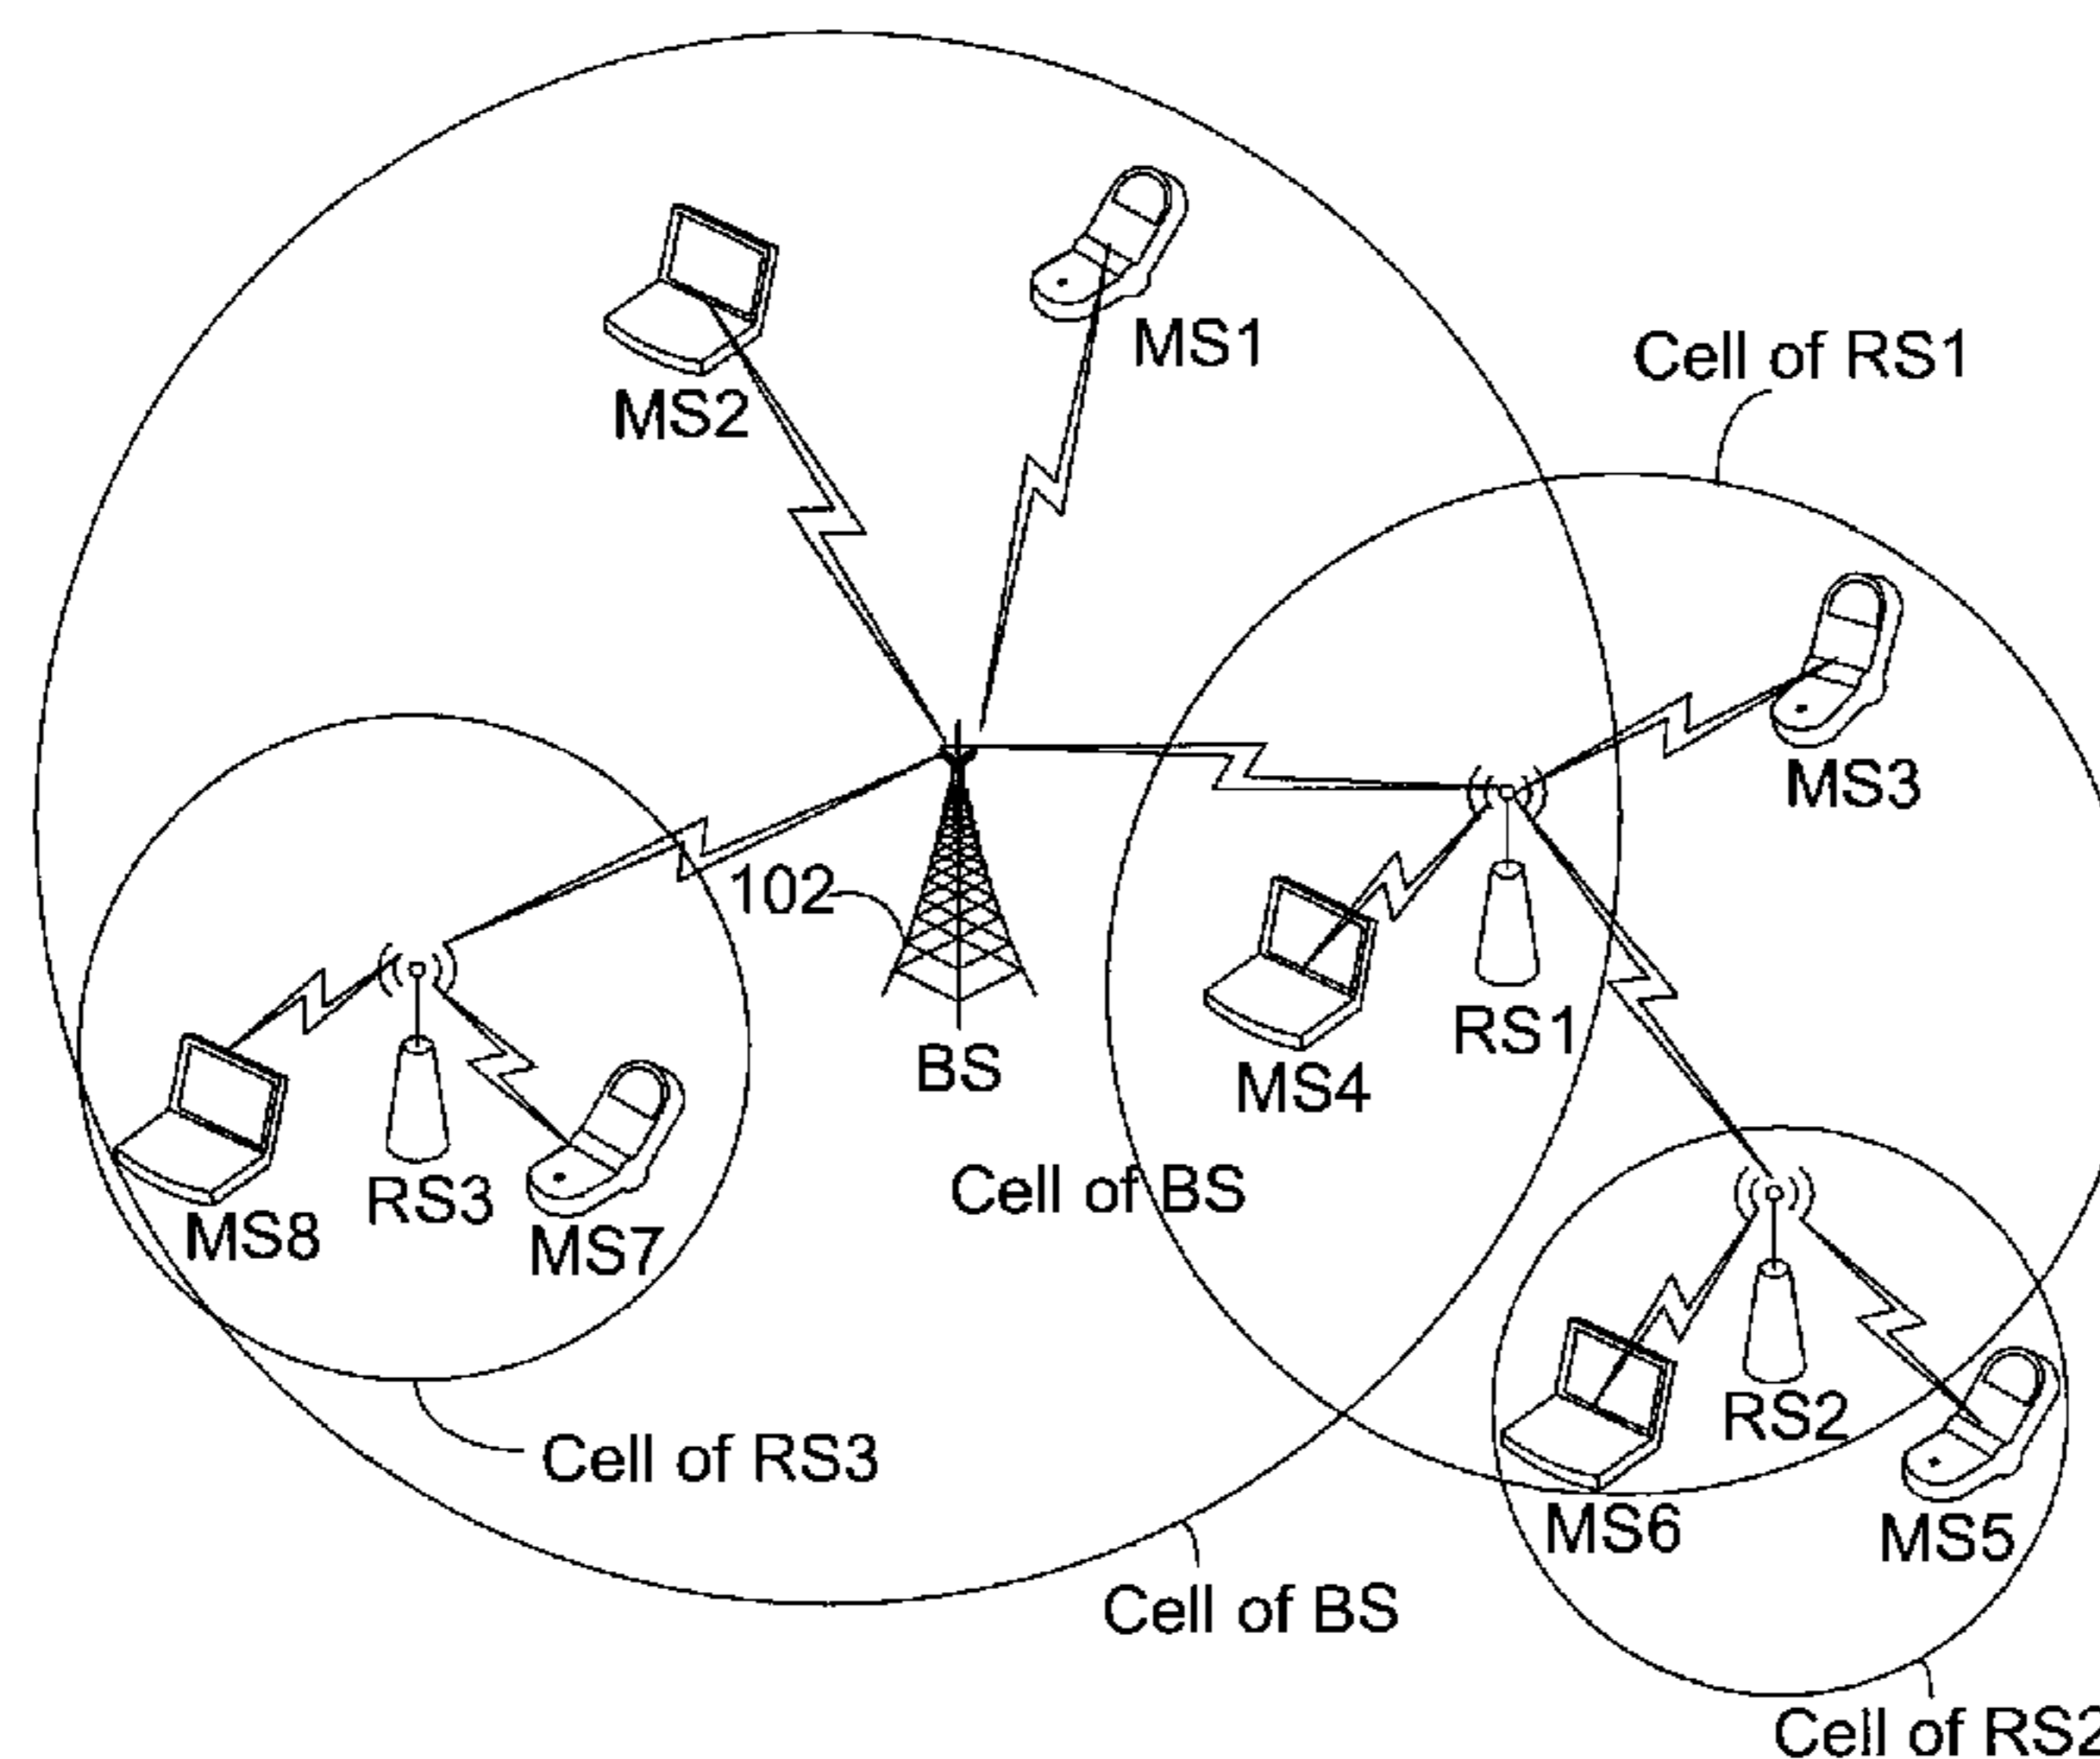 MS1
MS2
Cell of RS1
MS3
102
RS1
BS
MS4
Cell of BS
RS3
MS8
MS7
RS2
Cell of RS3
MS6
MS5
Cell of BS
Cell of RS2